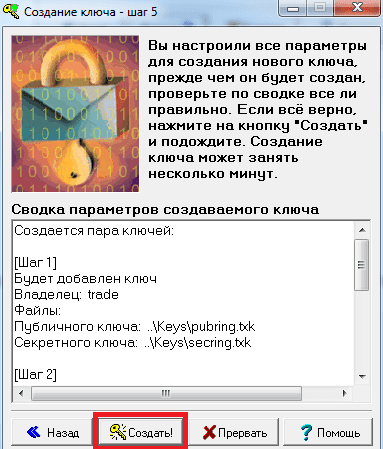 Создание ключа - шаг 5
Вы настроили все параметры
для создания нового ключа,
прежде чем он будет создан,
проверьте по сводке все ли
правильно. Если всё верно,
нажмите на кнопку "Создать"
и подождите. Создание
ключа может занять
несколько минут.
Сводка параметров создаваемого ключа
Создается пара ключей:
[Шаг 1]
Будет добавлен ключ
Владелец: trade
Файлы:
Публичного ключа: ..\Keys\pubring.txk
Секретного ключа: ..\Keys\secring.txk
[Шаг 2]
Назад
Создать!
Прервать
Помощь